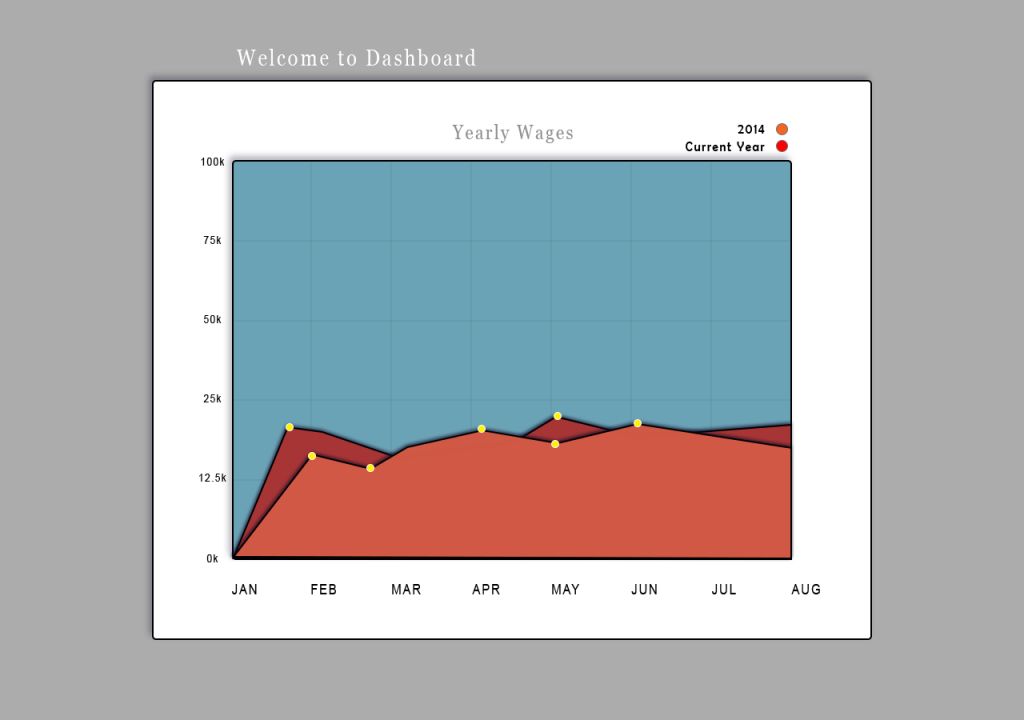 Welcome to Dashboard
Yearly Wages
2014
Current Year
100k
75k
50k
25k
12.5k
0k
JAN FEB MAR APR MAY JUN JUL AUG